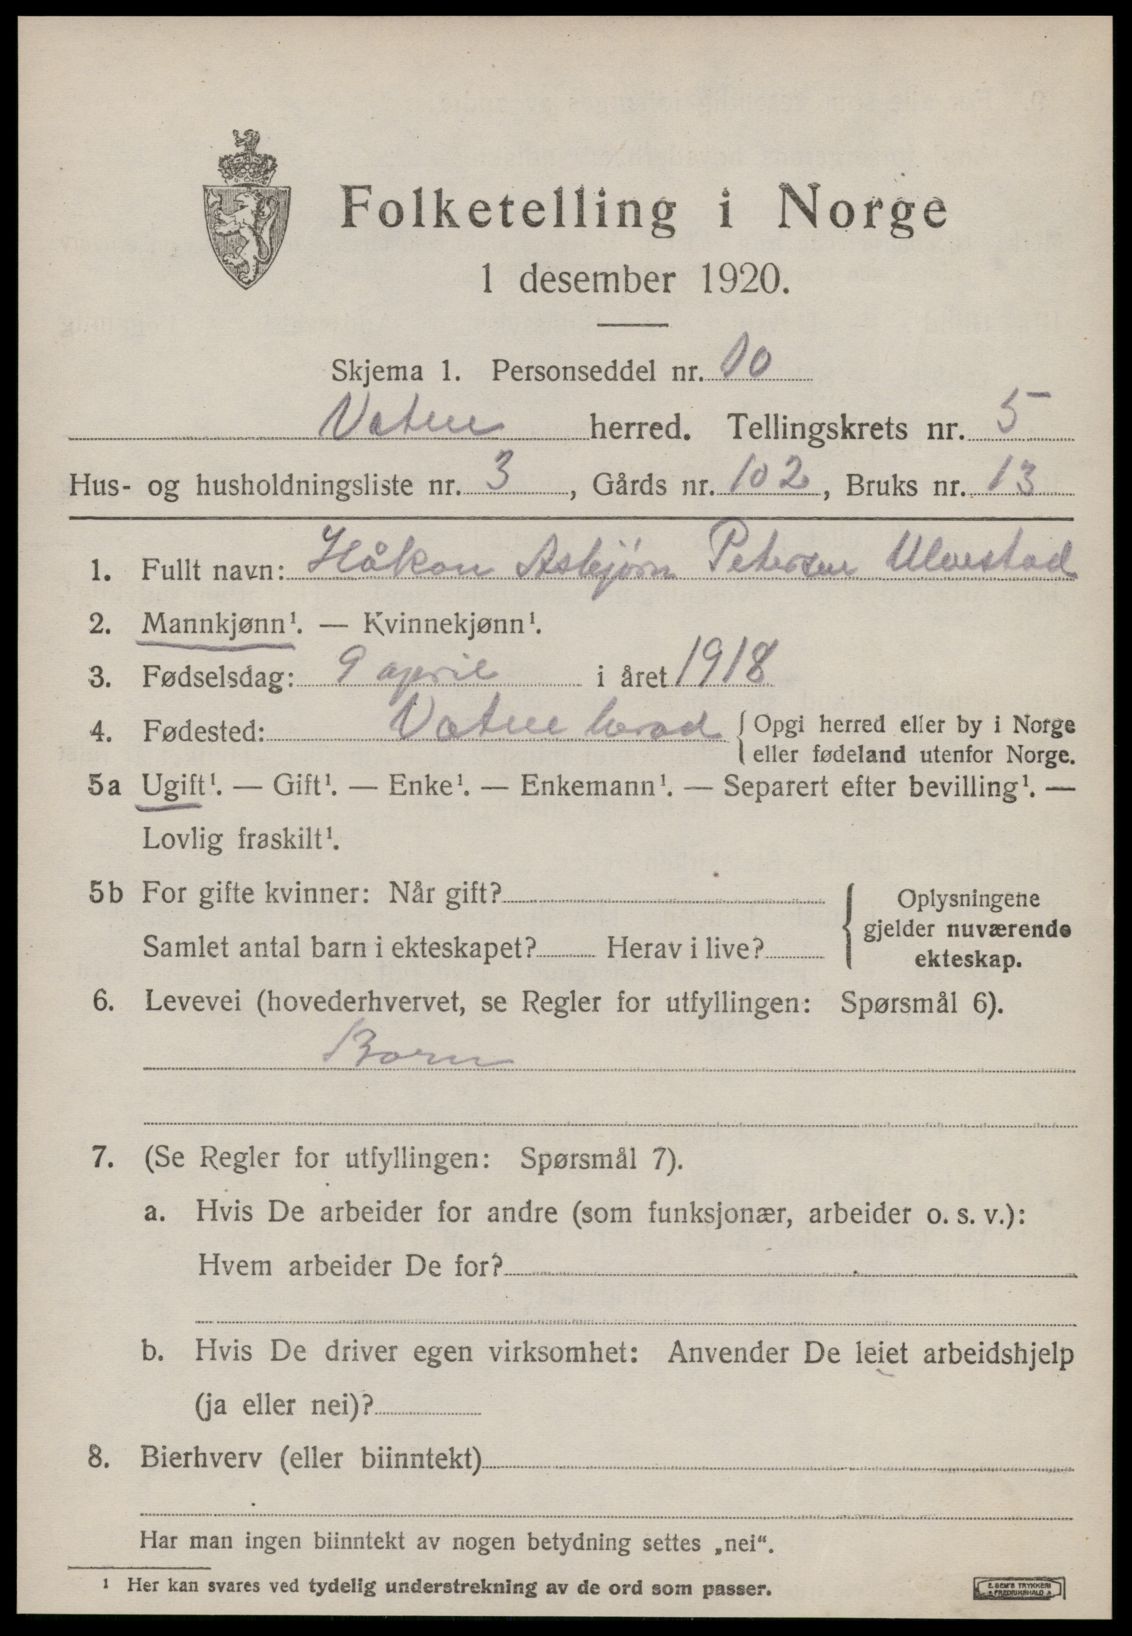 Folketelling i Norge
1 desember 1920.
Skjema 1. Personseddel nr. 10
Vatne herred. Tellingskrets nr. 5
Hus- og husholdningsliste nr. 3, Gårds nr. 102, Bruks nr. 13
1. Fullt navn: Håkon Asbjørn Petersen Ulvestad
2. Mannkjønn¹. — Kvinnekjønn¹.
3. Fødselsdag: 9 april i året 1918
4. Fødested: Vatne herad { Opgi herred eller by i Norge
eller fødeland utenfor Norge.
5a Ugift¹. — Gift¹. — Enke¹. — Enkemann¹. — Separert efter bevilling¹. —
Lovlig fraskilt¹.
5b For gifte kvinner: Når gift?
Samlet antal barn i ekteskapet? Herav i live?
{ Oplysningene
gjelder nuværende
ekteskap.
6. Levevei (hovederhvervet, se Regler for utfyllingen: Spørsmål 6).
Born
7. (Se Regler for utfyllingen: Spørsmål 7).
a. Hvis De arbeider for andre (som funksjonær, arbeider o. s. v.):
Hvem arbeider De for?
b. Hvis De driver egen virksomhet: Anvender De leiet arbeidshjelp
(ja eller nei)?
8. Bierhverv (eller biinntekt)
Har man ingen biinntekt av nogen betydning settes „nei".
¹ Her kan svares ved tydelig understrekning av de ord som passer.
E. SEM'S TRYKKERI
FREDRIKSHALD